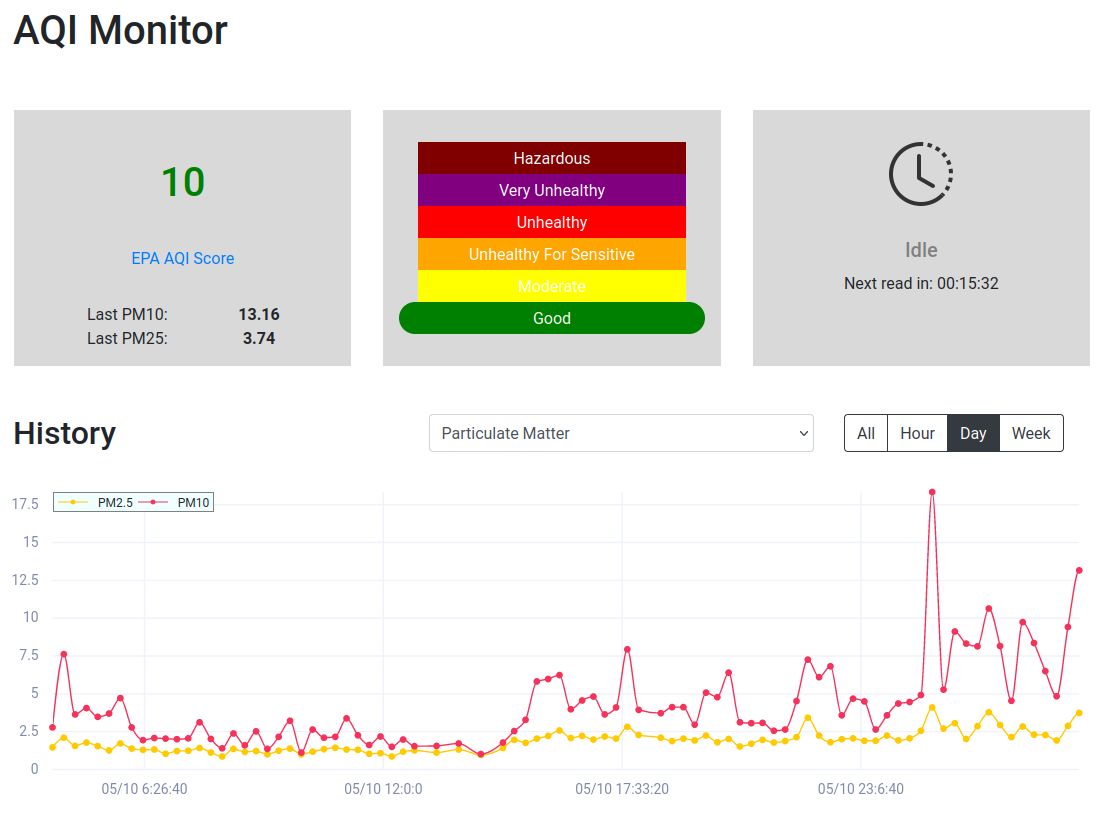 AQI Monitor
10
EPA AQI Score
Last PM10: 13.16
Last PM25: 3.74
Hazardous
Very Unhealthy
Unhealthy
Unhealthy For Sensitive
Moderate
Good
Idle
Next read in: 00:15:32
History
Particulate Matter
All Hour Day Week
PM2.5 PM10
17.5
15
12.5
10
7.5
5
2.5
0
05/10 6:26:40 05/10 12:0:0 05/10 17:33:20 05/10 23:6:40